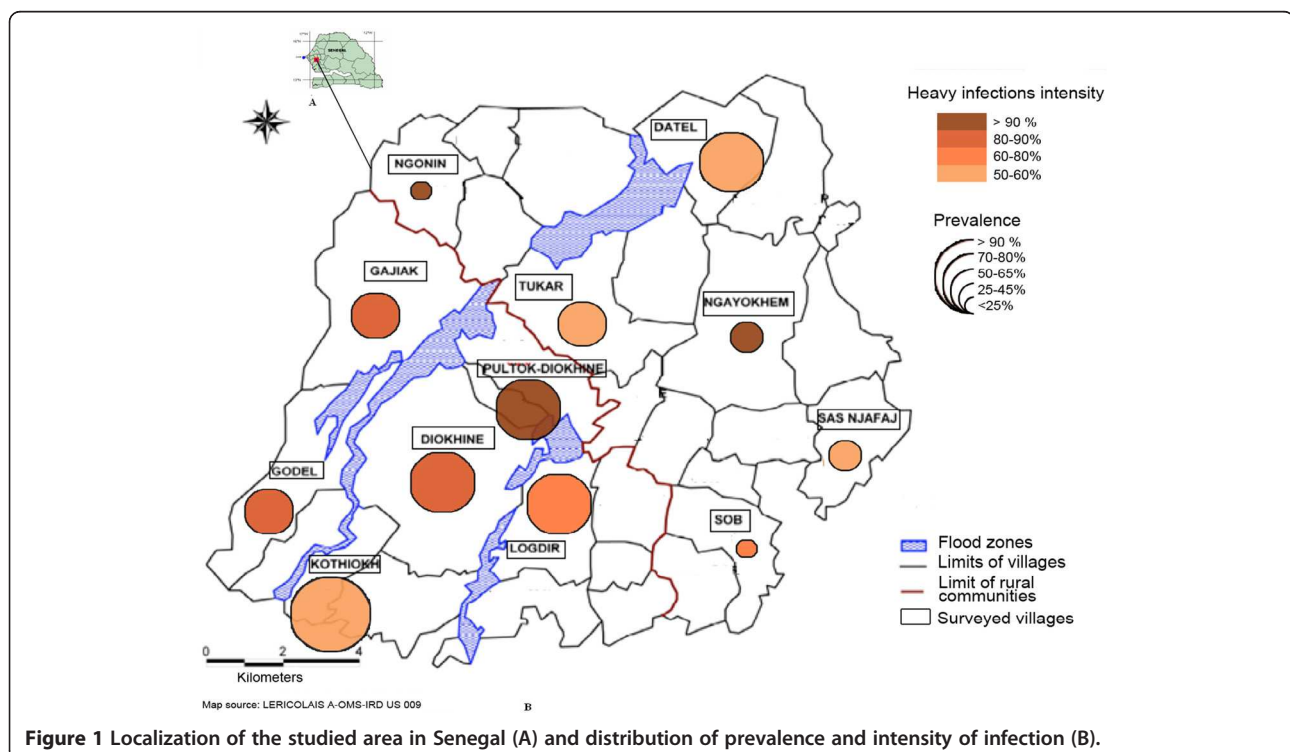 SENEGAL
A
Heavy infections intensity
> 90 %
80-90%
60-80%
50-60%
Prevalence
> 90 %
70-80%
50-65%
25-45%
<25%
DATEL
NGONIN
GAJIAK
TUKAR
NGAYOKHEM
PULTOK-DIOKHINE
SAS NJAFAJ
DIOKHINE
GODEL
SOB
LOGDIR
KOTHIOKH
Flood zones
Limits of villages
Limit of rural
communities
Surveyed villages
0 2 4
Kilometers
Map source: LERICOLAIS A-OMS-IRD US 009
B
Figure 1 Localization of the studied area in Senegal (A) and distribution of prevalence and intensity of infection (B).